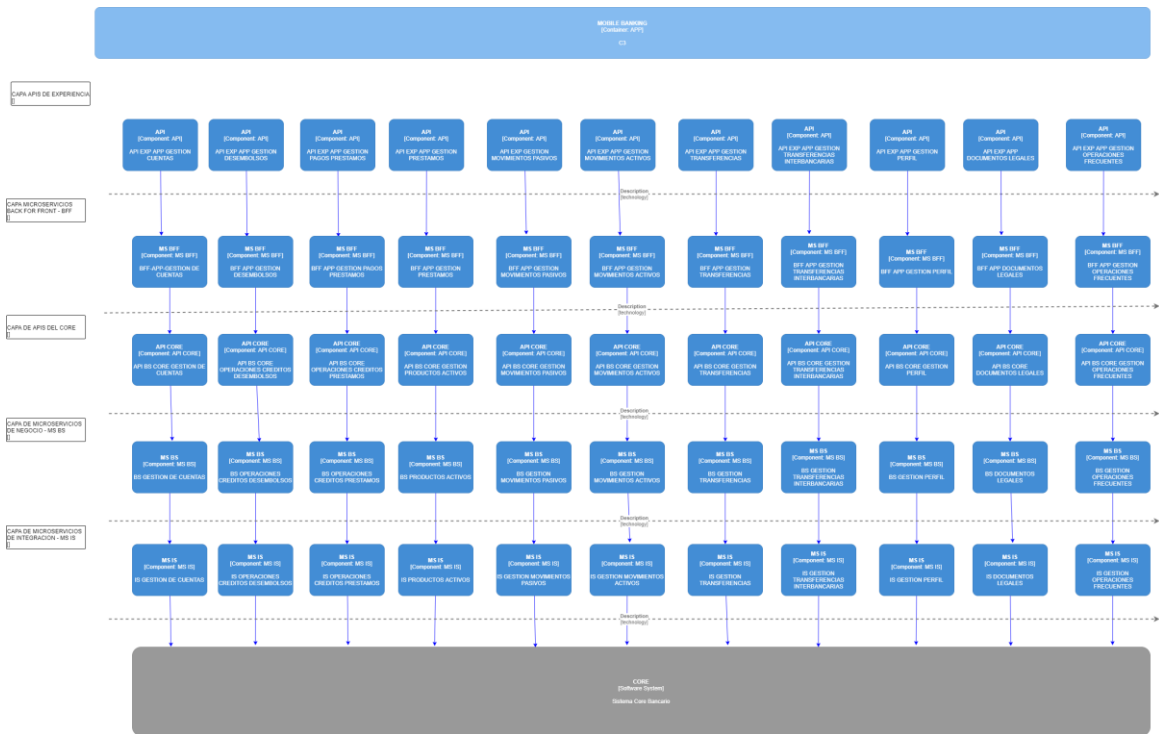 MOBILE BANKING
[Container: APP]
C3
CAPA APIS DE EXPERIENCIA
[]
API
[Component: API]
API EXP APP GESTION
CUENTAS
API
[Component: API]
API EXP APP GESTION
DESEMBOLSOS
API
[Component: API]
API EXP APP GESTION
PAGOS PRESTAMOS
API
[Component: API]
API EXP APP GESTION
PRESTAMOS
API
[Component: API]
API EXP GESTION
MOVIMIENTOS PASIVOS
API
[Component: API]
API EXP APP GESTION
MOVIMIENTOS ACTIVOS
API
[Component: API]
API EXP APP GESTION
TRANSFERENCIAS
API
[Component: API]
API EXP APP GESTION
TRANSFERENCIAS
INTERBANCARIAS
API
[Component: API]
API EXP APP GESTION
PERFIL
API
[Component: API]
API EXP APP
DOCUMENTOS LEGALES
API
[Component: API]
API EXP APP GESTION
OPERACIONES
FRECUENTES
Description
[technology]
CAPA MICROSERVICIOS
BACK FOR FRONT - BFF
[]
MS BFF
[Component: MS BFF]
BFF-APP-GESTION DE
CUENTAS
MS BFF
[Component: MS BFF]
BFF APP GESTION
DESEMBOLSOS
MS BFF
[Component: MS BFF]
BFF APP GESTION PAGOS
PRESTAMOS
MS BFF
[Component: MS BFF]
BFF APP GESTION
PRESTAMOS
MS BFF
[Component: MS BFF]
BFF APP GESTION
MOVIMIENTOS PASIVOS
MS BFF
[Component: MS BFF]
BFF APP GESTION
MOVIMIENTOS ACTIVOS
MS BFF
[Component: MS BFF]
BFF APP GESTION
TRANSFERENCIAS
MS BFF
[Component: MS BFF]
BFF APP GESTION
TRANSFERENCIAS
INTERBANCARIAS
MS BFF
[Component: MS BFF]
BFF APP GESTION PERFIL
MS BFF
[Component: MS BFF]
BFF APP DOCUMENTOS
LEGALES
MS BFF
[Component: MS BFF]
BFF APP GESTION
OPERACIONES
FRECUENTES
Description
[technology]
CAPA DE APIS DEL CORE
[]
API CORE
[Component: API CORE]
API BS CORE GESTION DE
CUENTAS
API CORE
[Component: API CORE]
API BS CORE
OPERACIONES CREDITOS
DESEMBOLSOS
API CORE
[Component: API CORE]
API BS CORE
OPERACIONES CREDITOS
PRESTAMOS
API CORE
[Component: API CORE]
API BS CORE GESTION
PRODUCTOS ACTIVOS
API CORE
[Component: API CORE]
API BS CORE GESTION
MOVIMIENTOS PASIVOS
API CORE
[Component: API CORE]
API BS CORE GESTION
MOVIMIENTOS ACTIVOS
API CORE
[Component: API CORE]
API BS CORE GESTION
TRANSFERENCIAS
API CORE
[Component: API CORE]
API BS CORE GESTION
TRANSFERENCIAS
INTERBANCARIAS
API CORE
[Component: API CORE]
API BS CORE GESTION
PERFIL
API CORE
[Component: API CORE]
API BS CORE
DOCUMENTOS LEGALES
API CORE
[Component: API CORE]
API BS CORE GESTION
OPERACIONES
FRECUENTES
Description
[technology]
CAPA DE MICROSERVICIOS
DE NEGOCIO - MS BS
[]
MS BS
[Component: MS BS]
BS GESTION DE CUENTAS
MS BS
[Component: MS BS]
BS OPERACIONES
CREDITOS DESEMBOLSOS
MS BS
[Component: MS BS]
BS OPERACIONES
CREDITOS PRESTAMOS
MS BS
[Component: MS BS]
BS PRODUCTOS ACTIVOS
MS BS
[Component: MS BS]
BS GESTION
MOVIMIENTOS PASIVOS
MS BS
[Component: MS BS]
BS GESTION
MOVIMIENTOS ACTIVOS
MS BS
[Component: MS BS]
BS GESTION
TRANSFERENCIAS
MS BS
[Component: MS BS]
BS GESTION
TRANSFERENCIAS
INTERBANCARIAS
MS BS
[Component: MS BS]
BS GESTION PERFIL
MS BS
[Component: MS BS]
BS DOCUMENTOS
LEGALES
MS BS
[Component: MS BS]
BS GESTION
OPERACIONES
FRECUENTES
Description
[technology]
CAPA DE MICROSERVICIOS
DE INTEGRACION - MS IS
[]
MS IS
[Component: MS IS]
IS GESTION DE CUENTAS
MS IS
[Component: MS IS]
IS OPERACIONES
CREDITOS DESEMBOLSOS
MS IS
[Component: MS IS]
IS OPERACIONES
CREDITOS PRESTAMOS
MS IS
[Component: MS IS]
IS PRODUCTOS ACTIVOS
MS IS
[Component: MS IS]
IS GESTION MOVIMIENTOS
PASIVOS
MS IS
[Component: MS IS]
IS GESTION MOVIMIENTOS
ACTIVOS
MS IS
[Component: MS IS]
IS GESTION
TRANSFERENCIAS
MS IS
[Component: MS IS]
IS GESTION
TRANSFERENCIAS
INTERBANCARIAS
MS IS
[Component: MS IS]
IS GESTION PERFIL
MS IS
[Component: MS IS]
IS DOCUMENTOS
LEGALES
MS IS
[Component: MS IS]
IS GESTION
OPERACIONES
FRECUENTES
Description
[technology]
CORE
[Software System]
Sistema Core Bancario